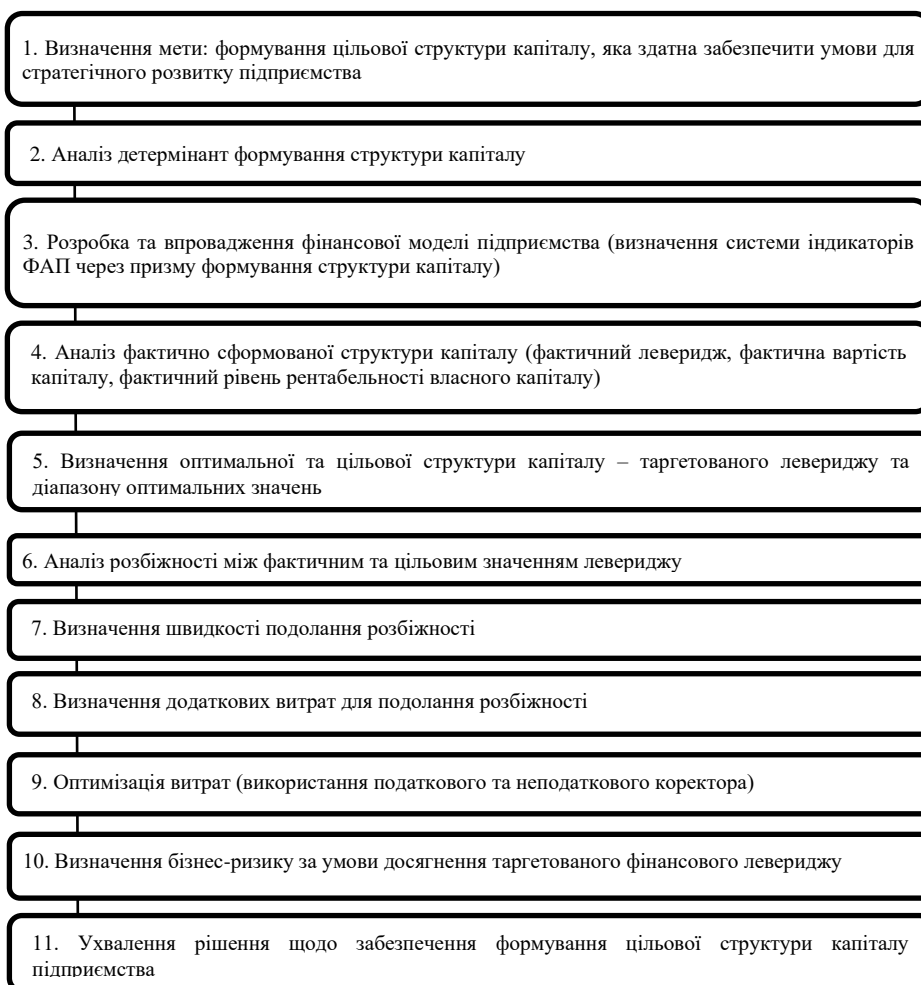 1. Визначення мети: формування цільової структури капіталу, яка здатна забезпечити умови для
стратегічного розвитку підприємства
2. Аналіз детермінант формування структури капіталу
3. Розробка та впровадження фінансової моделі підприємства (визначення системи індикаторів
ФАП через призму формування структури капіталу)
4. Аналіз фактично сформованої структури капіталу (фактичний леверидж, фактична вартість
капіталу, фактичний рівень рентабельності власного капіталу)
5. Визначення оптимальної та цільової структури капіталу – таргетованого левериджу та
діапазону оптимальних значень
6. Аналіз розбіжності між фактичним та цільовим значенням левериджу
7. Визначення швидкості подолання розбіжності
8. Визначення додаткових витрат для подолання розбіжності
9. Оптимізація витрат (використання податкового та неподаткового коректора)
10. Визначення бізнес-ризику за умови досягнення таргетованого фінансового левериджу
11. Ухвалення рішення щодо забезпечення формування цільової структури капіталу
підприємства